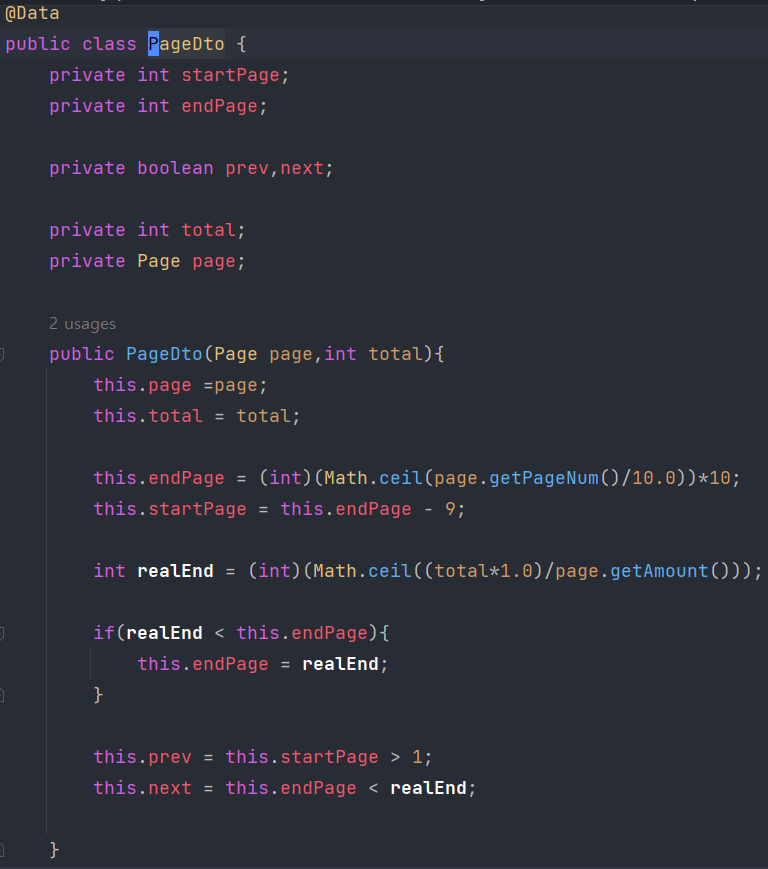 @Data
public class PageDto {
    private int startPage;
    private int endPage;

    private boolean prev,next;

    private int total;
    private Page page;

    2 usages
    public PageDto(Page page,int total){
        this.page =page;
        this.total = total;

        this.endPage = (int)(Math.ceil(page.getPageNum()/10.0))*10;
        this.startPage = this.endPage - 9;

        int realEnd = (int)(Math.ceil((total*1.0)/page.getAmount()));

        if(realEnd < this.endPage){
            this.endPage = realEnd;
        }

        this.prev = this.startPage > 1;
        this.next = this.endPage < realEnd;

    }